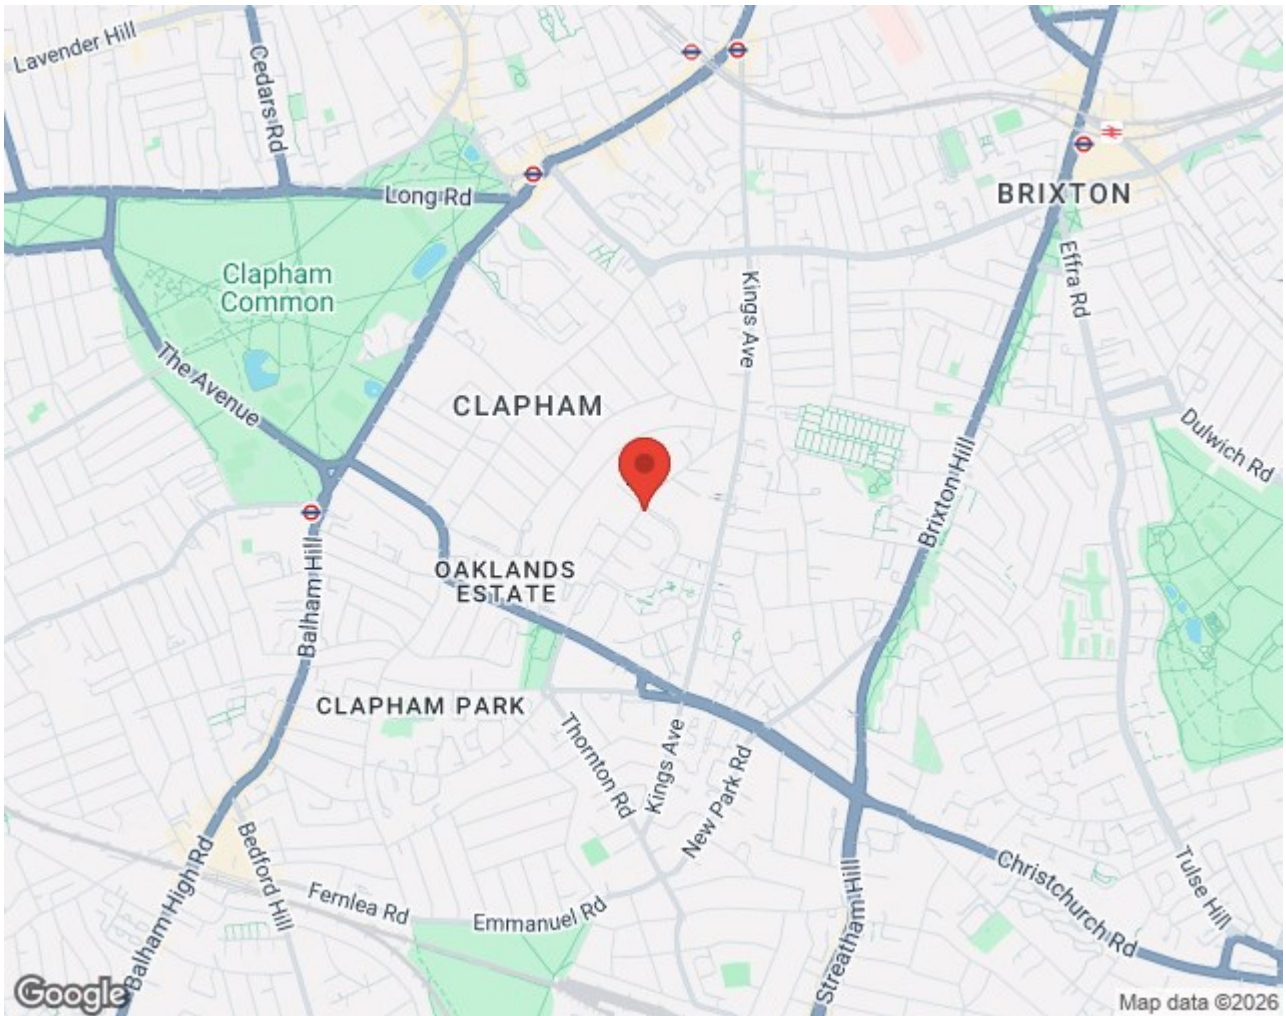 Lavender Hill
Cedars Rd
Long Rd
BRIXTON
Clapham
Common
Effra Rd
Kings Ave
The Avenue
CLAPHAM
Dulwich Rd
Brixton Hill
Balham Hill
OAKLANDS
ESTATE
CLAPHAM PARK
Thornton Rd
Kings Ave
New Park Rd
Bedford Hill
Balham High Rd
Fernlea Rd
Emmanuel Rd
Streatham Hill
Christchurch Rd
Tulse Hill
Google
Map data ©2026